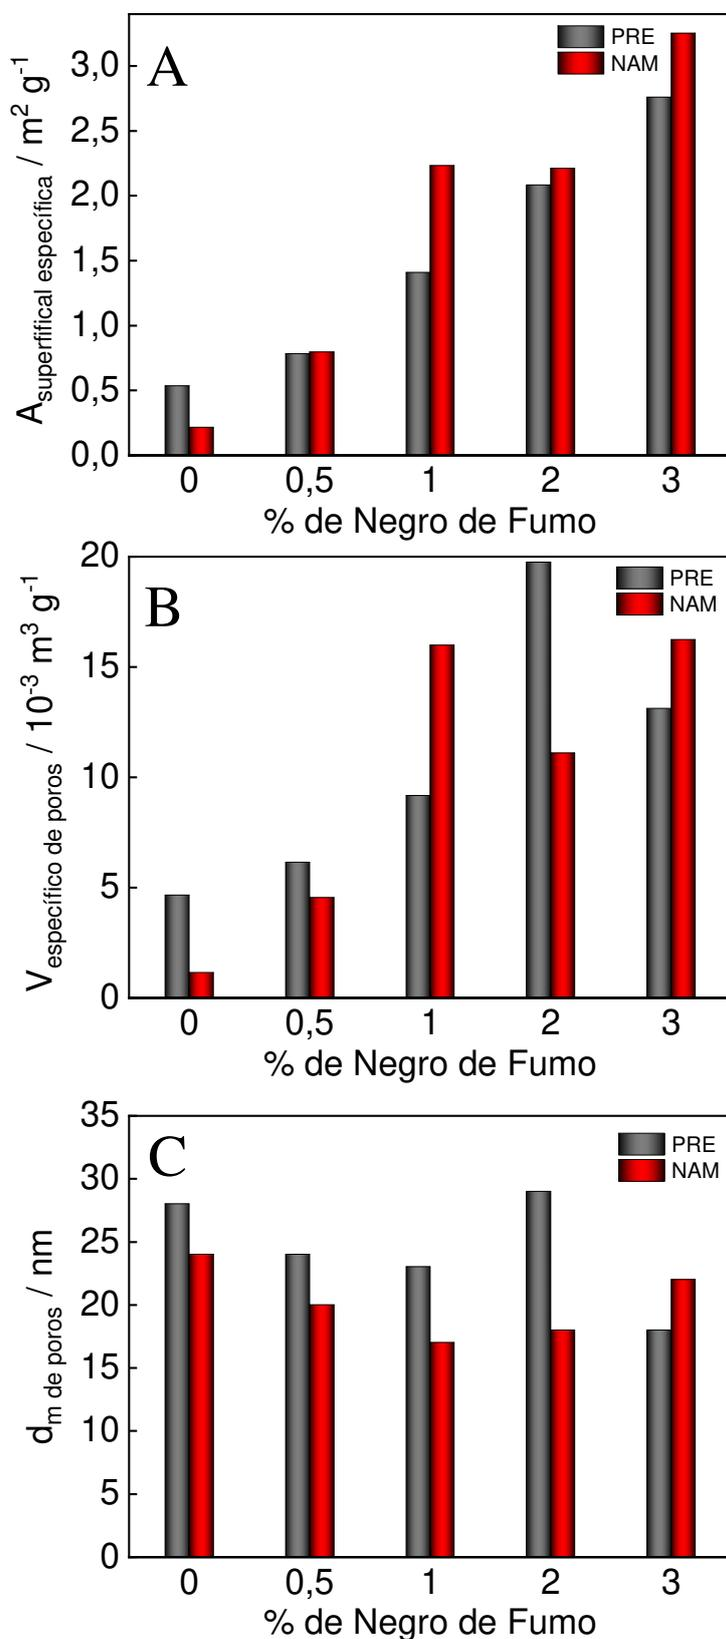 A
PRE
NAM
A superfifical específica / m² g⁻¹
3,0
2,5
2,0
1,5
1,0
0,5
0,0
0 0,5 1 2 3
% de Negro de Fumo
B
PRE
NAM
V específico de poros / 10⁻³ m³ g⁻¹
20
15
10
5
0
0 0,5 1 2 3
% de Negro de Fumo
C
PRE
NAM
d m de poros / nm
35
30
25
20
15
10
5
0
0 0,5 1 2 3
% de Negro de Fumo